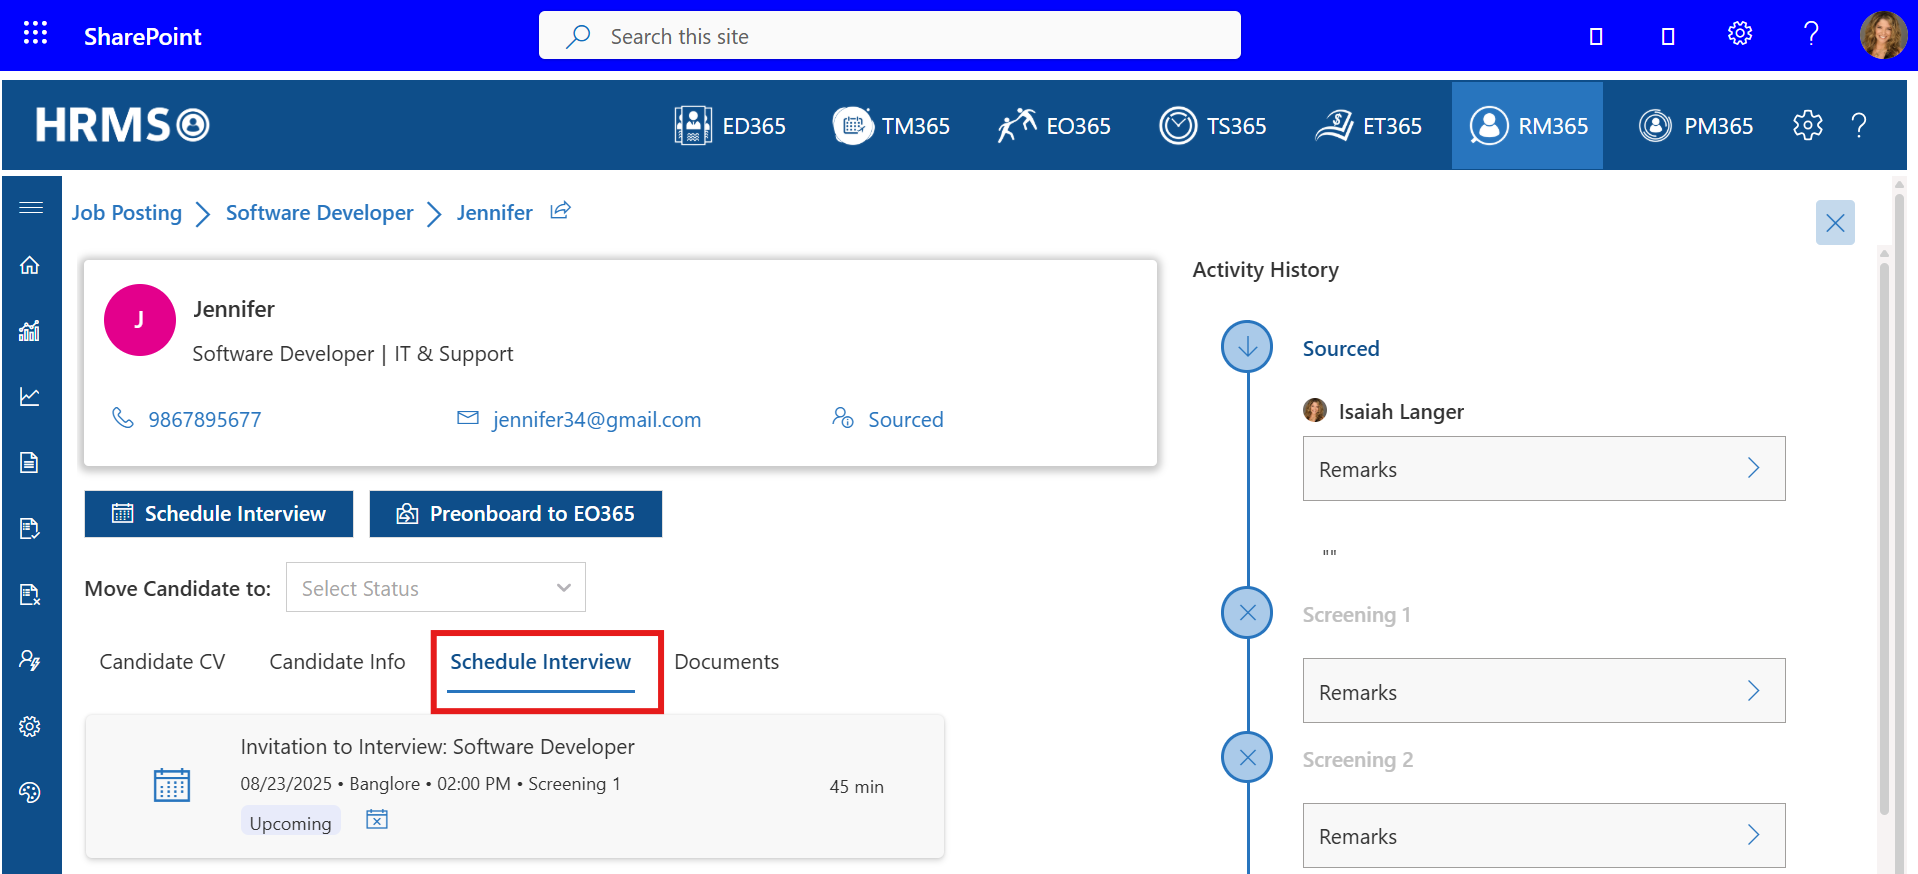 SharePoint
Search this site
HRMS
ED365
TM365
EO365
TS365
ET365
RM365
PM365
Job Posting
Software Developer
Jennifer
J
Jennifer
Software Developer | IT & Support
9867895677
jennifer34@gmail.com
Sourced
Schedule Interview
Preonboard to EO365
Move Candidate to:
Select Status
Candidate CV
Candidate Info
Schedule Interview
Documents
Invitation to Interview: Software Developer
08/23/2025 • Banglore • 02:00 PM • Screening 1
45 min
Upcoming
Activity History
Sourced
Isaiah Langer
Remarks
""
Screening 1
Remarks
Screening 2
Remarks